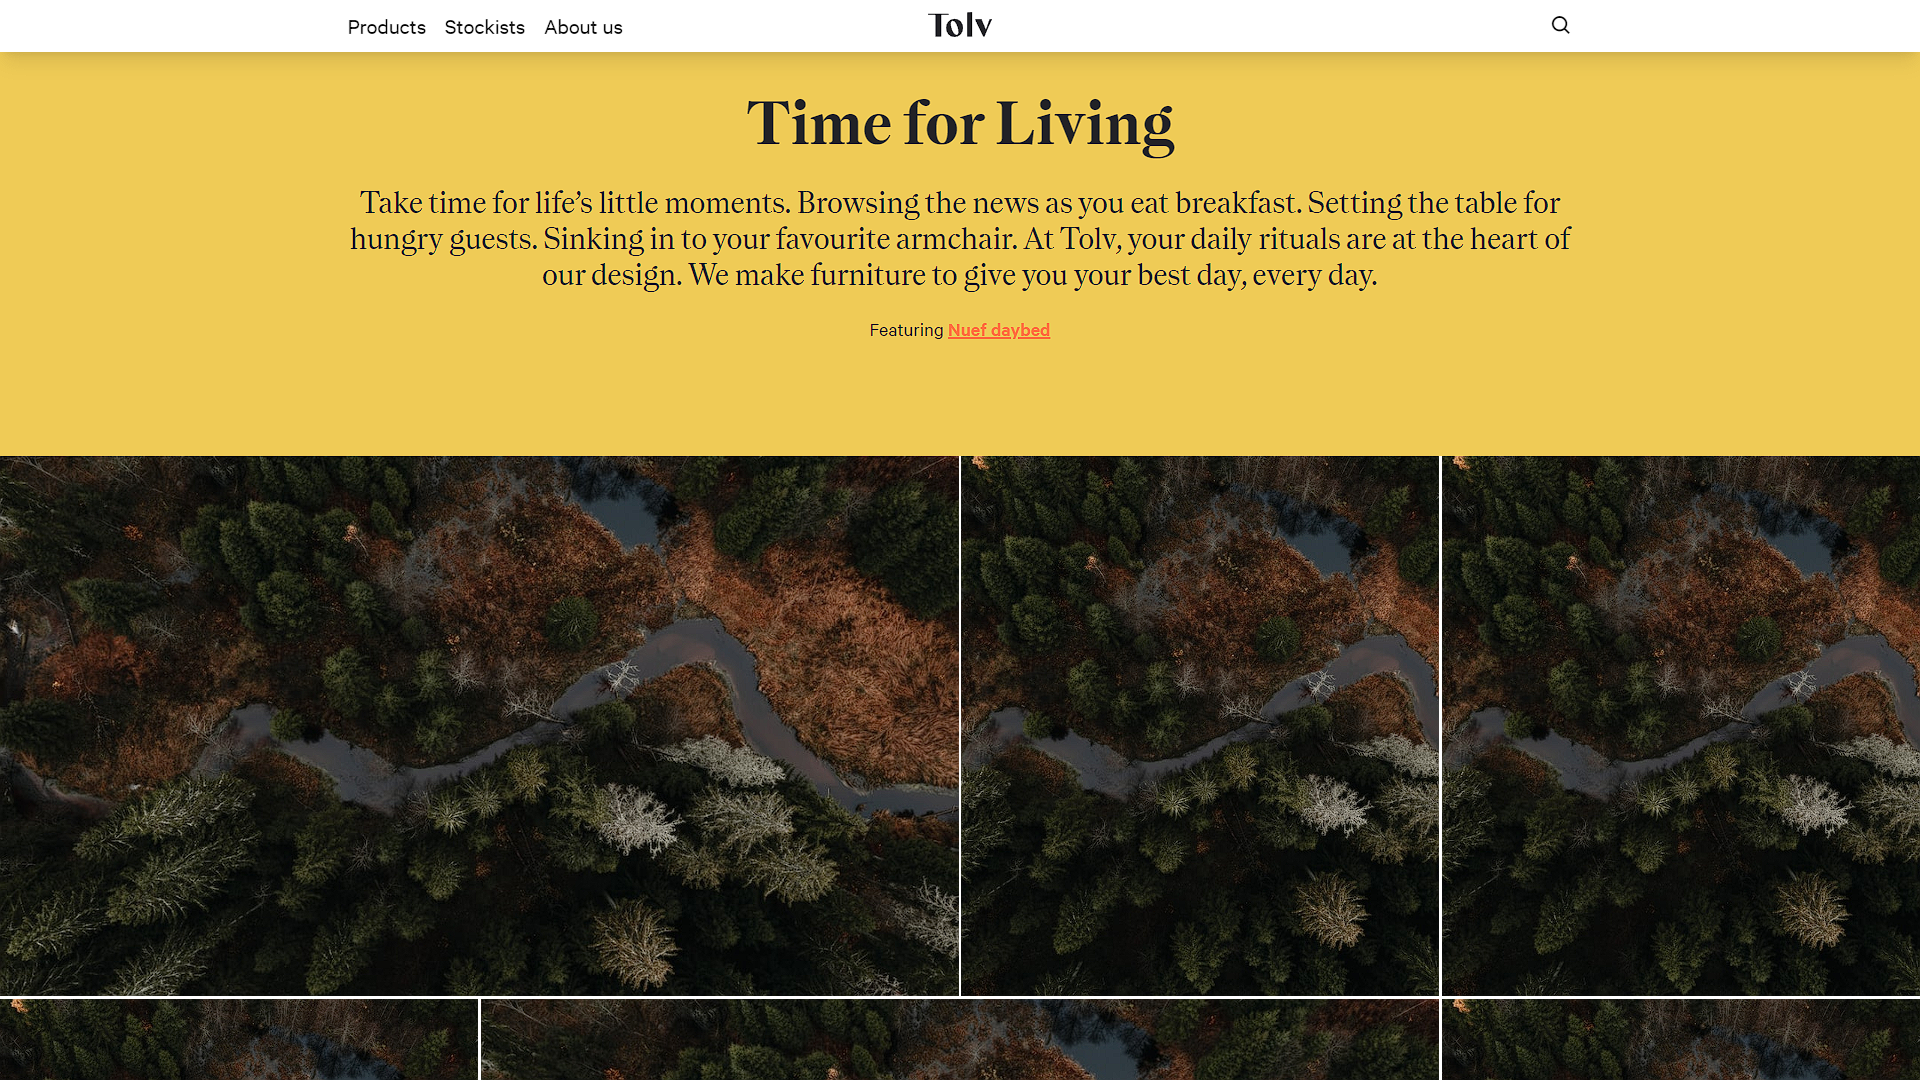 Products Stockists About us
Tolv
Time for Living
Take time for life’s little moments. Browsing the news as you eat breakfast. Setting the table for
hungry guests. Sinking in to your favourite armchair. At Tolv, your daily rituals are at the heart of
our design. We make furniture to give you your best day, every day.
Featuring Nuef daybed